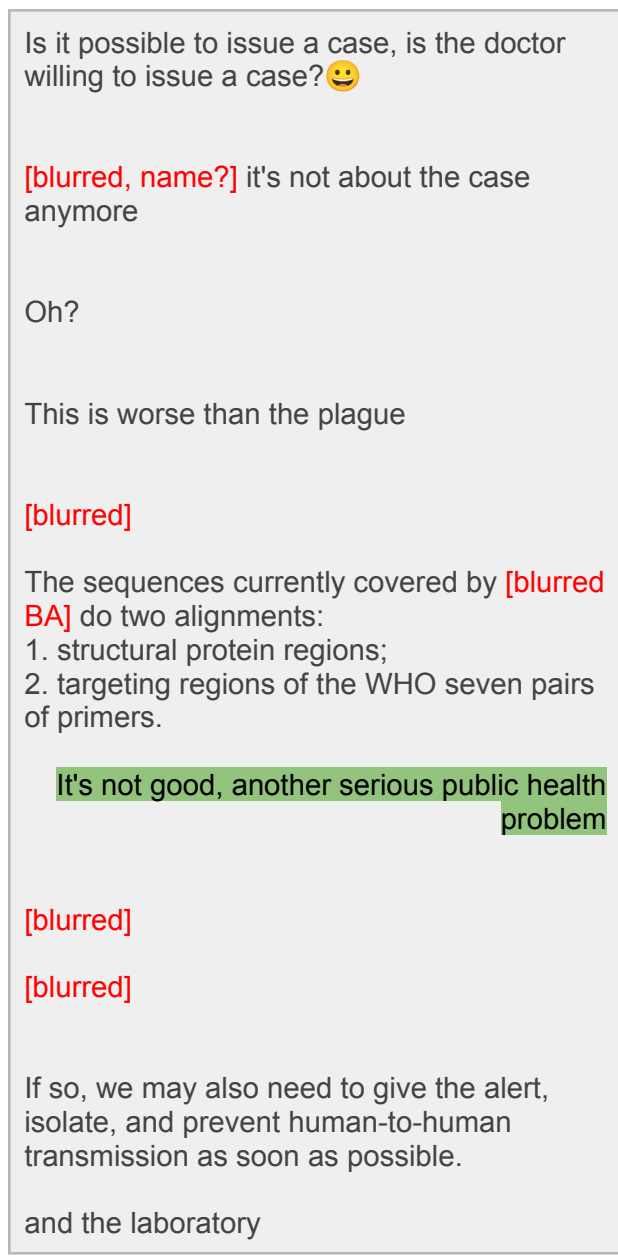 Is it possible to issue a case, is the doctor
willing to issue a case?😀
[blurred, name?] it's not about the case
anymore
Oh?
This is worse than the plague
[blurred]
The sequences currently covered by [blurred
BA] do two alignments:
1. structural protein regions;
2. targeting regions of the WHO seven pairs
of primers.
It's not good, another serious public health
problem
[blurred]
[blurred]
If so, we may also need to give the alert,
isolate, and prevent human-to-human
transmission as soon as possible.
and the laboratory